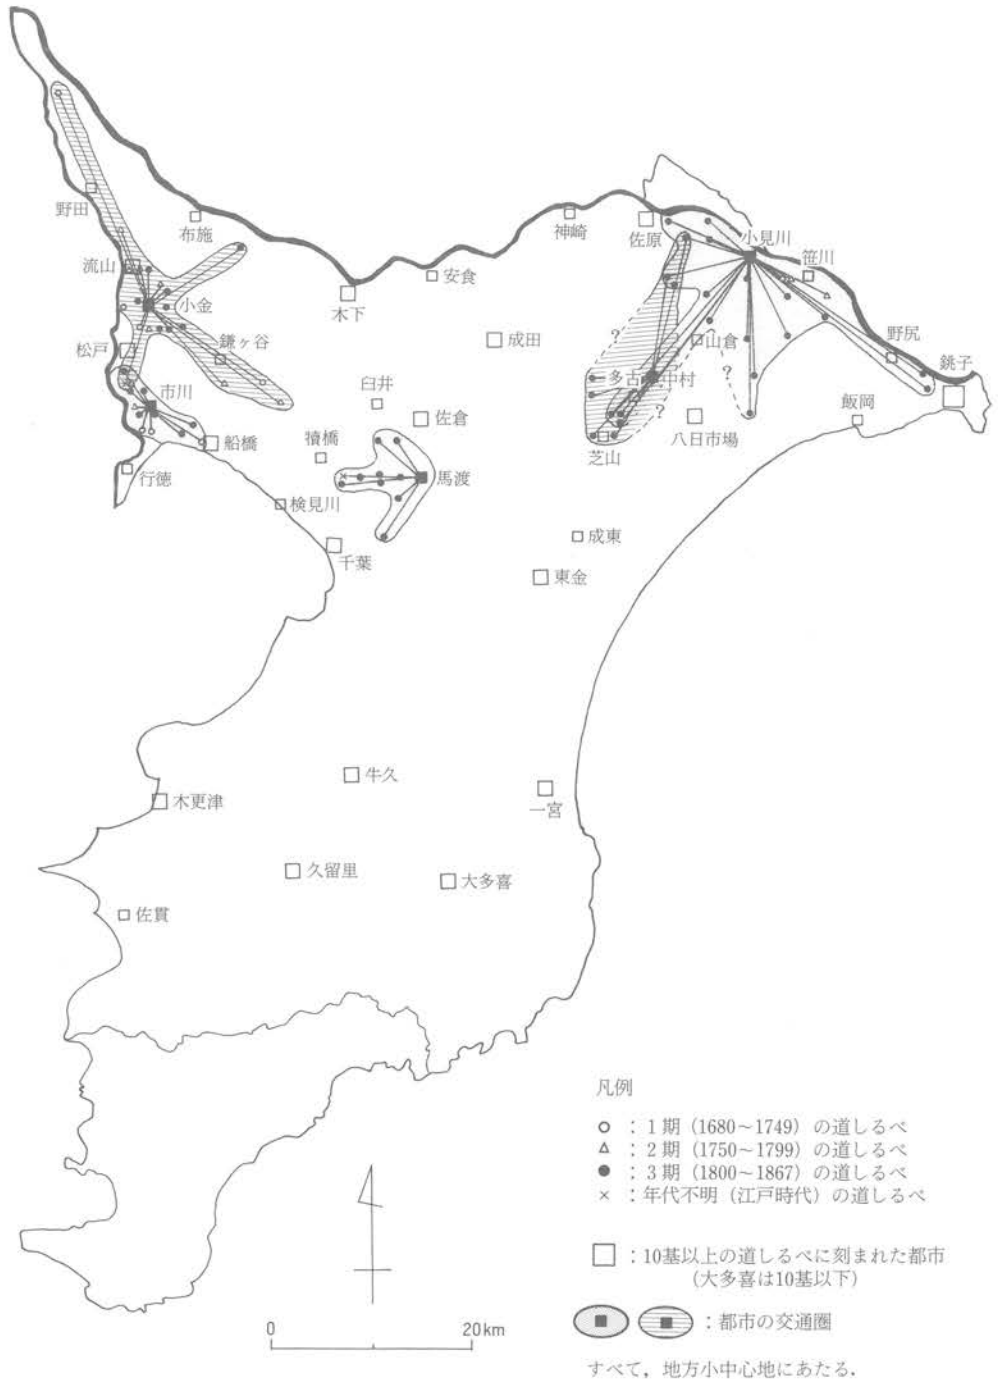 野田
布施
流山
小金
松戸
鎌ヶ谷
市川
船橋
行徳
木下
安食
神崎
佐原
小見川
笹川
野尻
銚子
飯岡
成田
臼井
佐倉
犢橋
馬渡
検見川
千葉
?
山倉
?
多古
中村
?
八日市場
芝山
成東
東金
牛久
木更津
一宮
久留里
大多喜
佐貫
凡例
○ : 1期 (1680~1749) の道しるべ
△ : 2期 (1750~1799) の道しるべ
● : 3期 (1800~1867) の道しるべ
× : 年代不明 (江戸時代) の道しるべ
□ : 10基以上の道しるべに刻まれた都市
(大多喜は10基以下)
: 都市の交通圏
0 20km
すべて,地方小中心地にあたる.